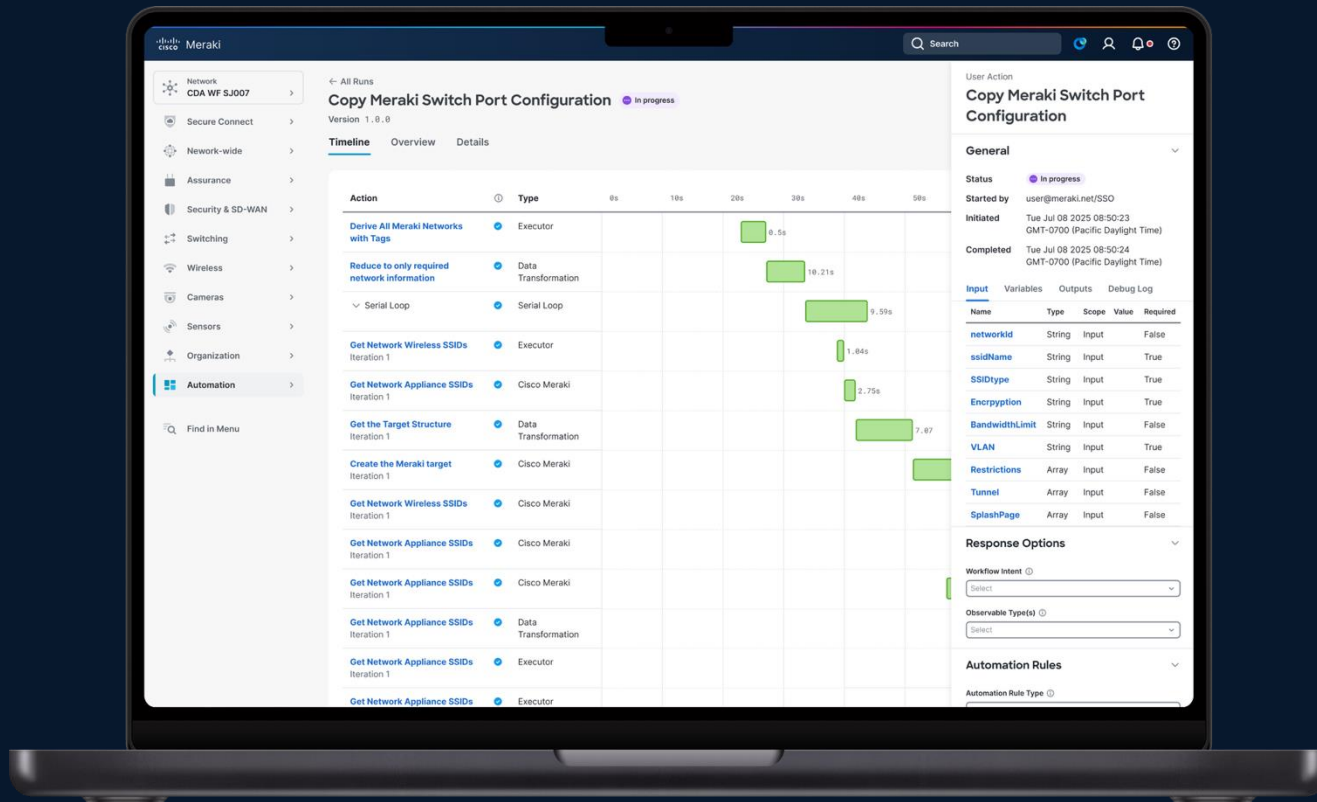 CISCO Meraki
Search
Network
CDA WF SJ007
Secure Connect
Nework-wide
Assurance
Security & SD-WAN
Switching
Wireless
Cameras
Sensors
Organization
Automation
Find in Menu
← All Runs
Copy Meraki Switch Port Configuration In progress
Version 1.0.0
Timeline Overview Details
Action Type 0s 10s 20s 30s 40s 50s
Derive All Meraki Networks Executor 0.5s
with Tags
Reduce to only required Data 10.21s
network information Transformation
Serial Loop Serial Loop 9.59s
Get Network Wireless SSIDs Executor 1.04s
Iteration 1
Get Network Appliance SSIDs Cisco Meraki 2.75s
Iteration 1
Get the Target Structure Data 7.07
Iteration 1 Transformation
Create the Meraki target Cisco Meraki
Iteration 1
Get Network Wireless SSIDs Cisco Meraki
Iteration 1
Get Network Appliance SSIDs Cisco Meraki
Iteration 1
Get Network Appliance SSIDs Cisco Meraki
Iteration 1
Get Network Appliance SSIDs Data
Iteration 1 Transformation
Get Network Appliance SSIDs Executor
Iteration 1
Get Network Appliance SSIDs Executor
User Action
Copy Meraki Switch Port
Configuration
General
Status In progress
Started by user@meraki.net/SSO
Initiated Tue Jul 08 2025 08:50:23
GMT-0700 (Pacific Daylight Time)
Completed Tue Jul 08 2025 08:50:24
GMT-0700 (Pacific Daylight Time)
Input Variables Outputs Debug Log
Name Type Scope Value Required
networkId String Input False
ssidName String Input True
SSIDtype String Input True
Encrpyption String Input True
BandwidthLimit String Input False
VLAN String Input True
Restrictions Array Input False
Tunnel Array Input False
SplashPage Array Input False
Response Options
Workflow Intent
Select
Observable Type(s)
Select
Automation Rules
Automation Rule Type